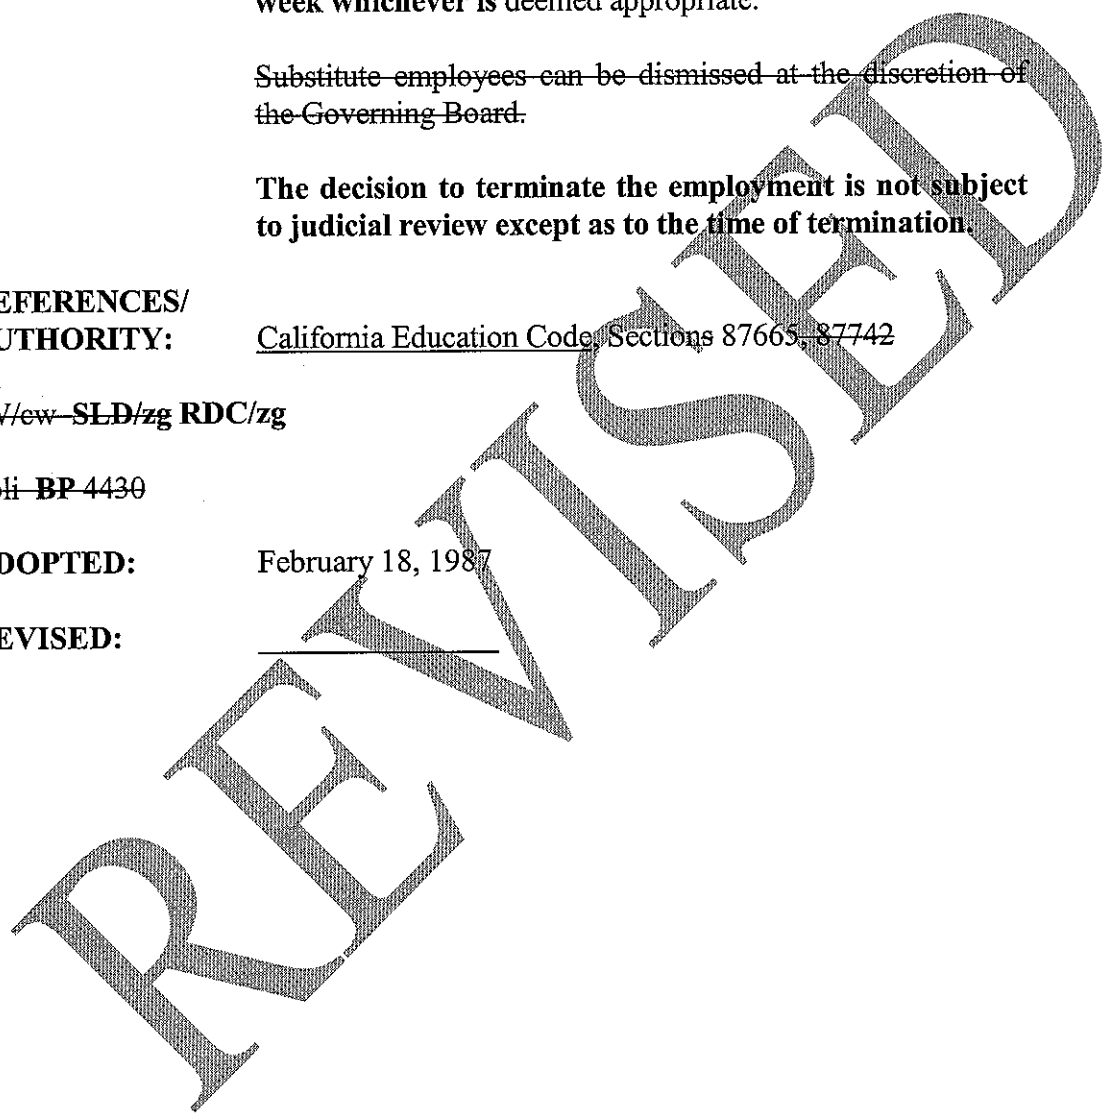 week whichever is deemed appropriate.
Substitute employees can be dismissed at the discretion of
the Governing Board.
The decision to terminate the employment is not subject
to judicial review except as to the time of termination.
EFERENCES/
UTHORITY: California Education Code, Sections 87665, 87742
/cw SLD/zg RDC/zg
li BP 4430
DOPTED: February 18, 1987
EVISED:
REVISED